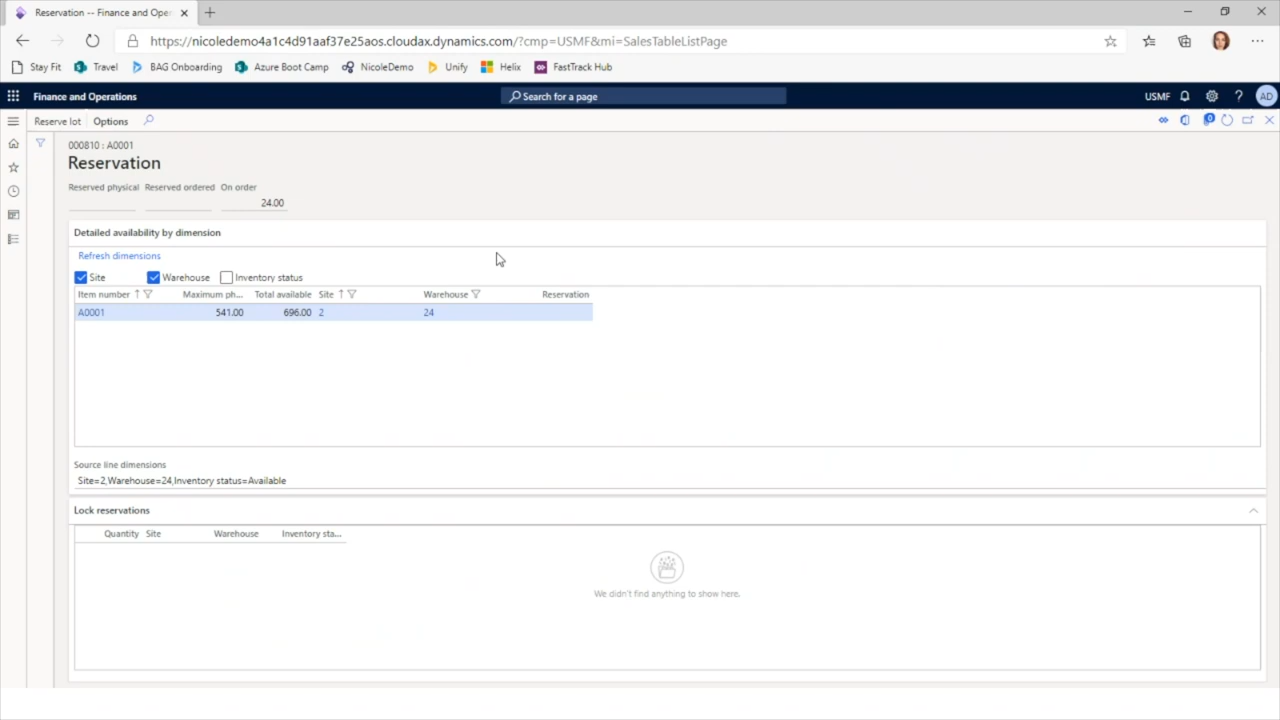 Reservation -- Finance and Oper
https://nicoledemo4a1c4d91aaf37e25aos.cloudax.dynamics.com/?cmp=USMF&mi=SalesTableListPage
Stay Fit Travel BAG Onboarding Azure Boot Camp NicoleDemo Unify Helix FastTrack Hub
Finance and Operations Search for a page USMF ? AD
Reserve lot Options 0
000810 : A0001
Reservation
Reserved physical Reserved ordered On order
24.00
Detailed availability by dimension
Refresh dimensions
Site Warehouse Inventory status
Item number Maximum ph... Total available Site Warehouse Reservation
A0001 541.00 696.00 2 24
Source line dimensions
Site=2,Warehouse=24,Inventory status=Available
Lock reservations
Quantity Site Warehouse Inventory sta...
We didn't find anything to show here.